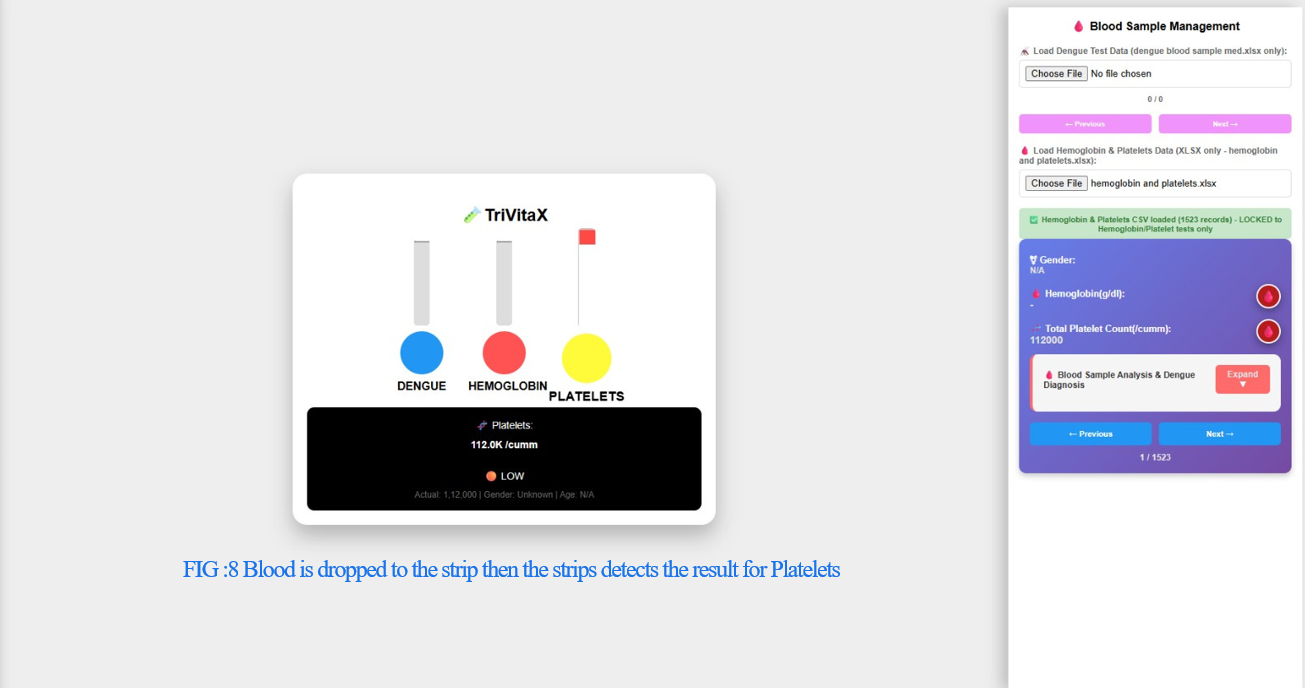 TriVitaX
DENGUE
HEMOGLOBIN
PLATELETS
Platelets:
112.0K /cumm
LOW
Actual: 1,12,000 | Gender: Unknown | Age: N/A
FIG :8 Blood is dropped to the strip then the strips detects the result for Platelets
Blood Sample Management
Load Dengue Test Data (dengue blood sample med.xlsx only):
Choose File No file chosen
0 / 0
← Previous
Next →
Load Hemoglobin & Platelets Data (XLSX only - hemoglobin
and platelets.xlsx):
Choose File hemoglobin and platelets.xlsx
Hemoglobin & Platelets CSV loaded (1523 records) - LOCKED to
Hemoglobin/Platelet tests only
Gender:
N/A
Hemoglobin(g/dl):
-
Total Platelet Count(/cumm):
112000
Blood Sample Analysis & Dengue
Diagnosis
Expand
▼
← Previous
Next →
1 / 1523